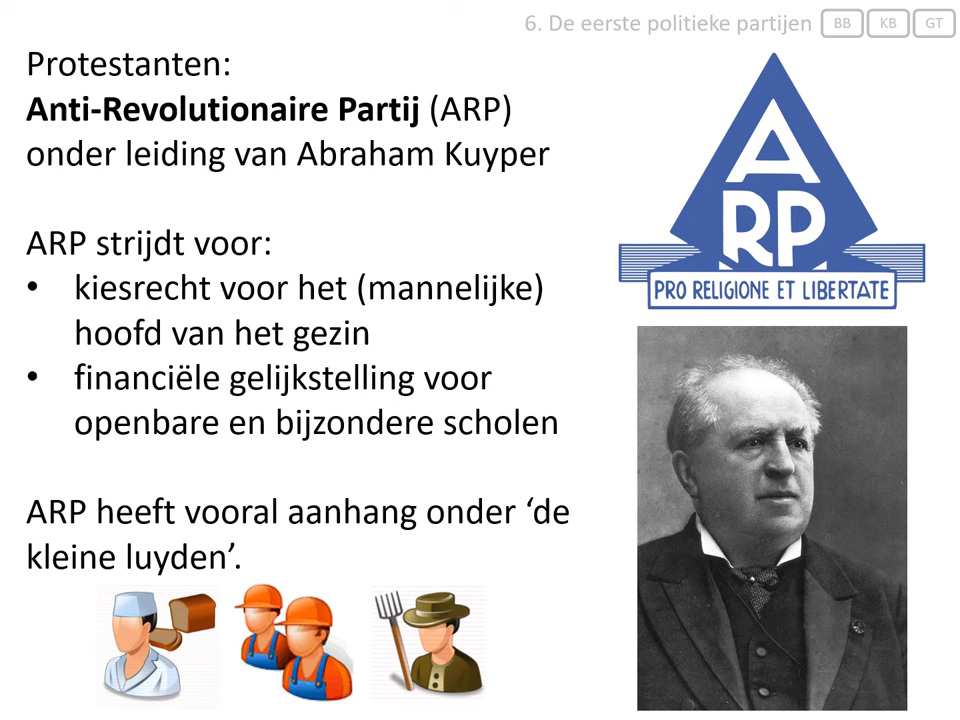 6. De eerste politieke partijen BB KB GT
Protestanten:
Anti-Revolutionaire Partij (ARP)
onder leiding van Abraham Kuyper
ARP strijdt voor:
• kiesrecht voor het (mannelijke)
hoofd van het gezin
• financiële gelijkstelling voor
openbare en bijzondere scholen
ARP heeft vooral aanhang onder ‘de
kleine luyden’.
A
RP
PRO RELIGIONE ET LIBERTATE